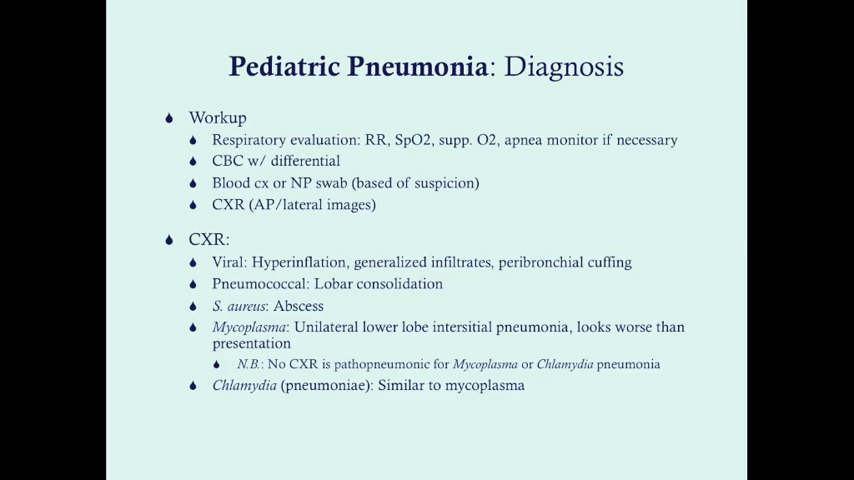 Pediatric Pneumonia: Diagnosis
Workup
Respiratory evaluation: RR, SpO2, supp. O2, apnea monitor if necessary
CBC w/ differential
Blood cx or NP swab (based of suspicion)
CXR (AP/lateral images)
CXR:
Viral: Hyperinflation, generalized infiltrates, peribronchial cuffing
Pneumococcal: Lobar consolidation
S. aureus: Abscess
Mycoplasma: Unilateral lower lobe intersitial pneumonia, looks worse than
presentation
N.B.: No CXR is pathopneumonic for Mycoplasma or Chlamydia pneumonia
Chlamydia (pneumoniae): Similar to mycoplasma